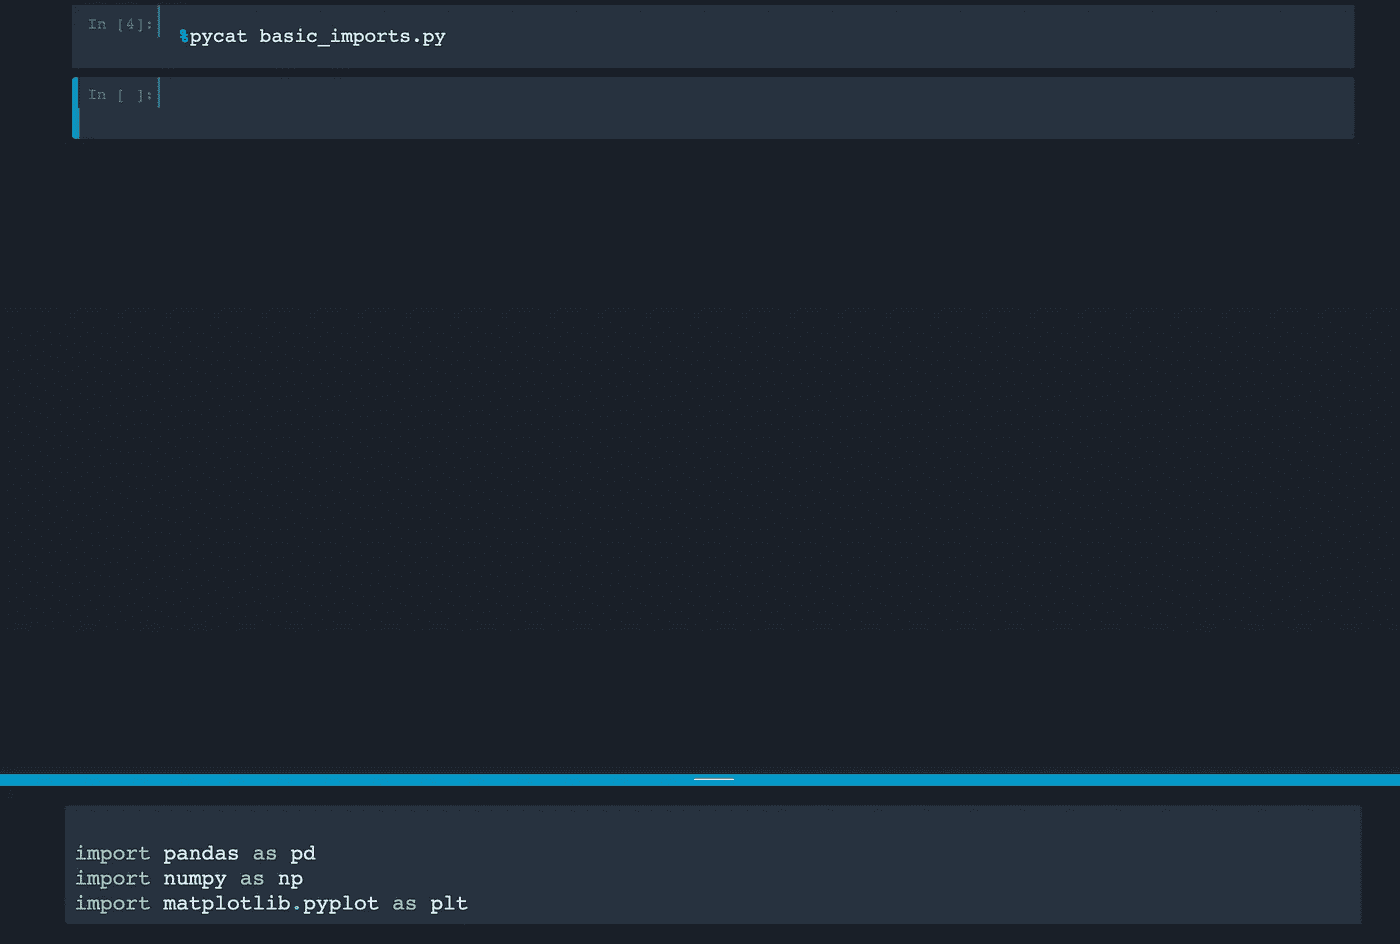 In [4]:
%pycat basic_imports.py
In [ ]:
import pandas as pd
import numpy as np
import matplotlib.pyplot as plt